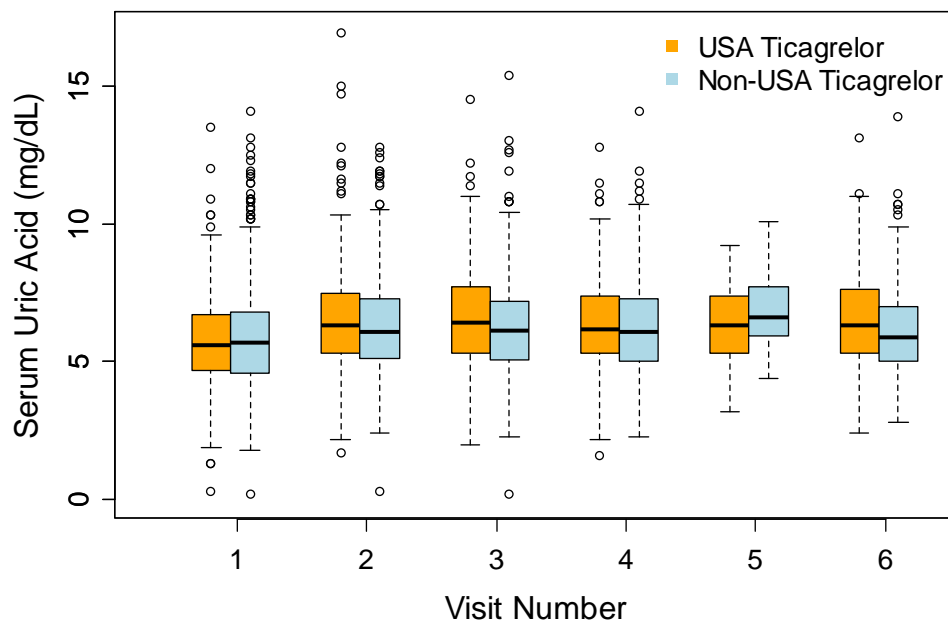 USA Ticagrelor
Non-USA Ticagrelor
Serum Uric Acid (mg/dL)
15
10
5
0
1 2 3 4 5 6
Visit Number